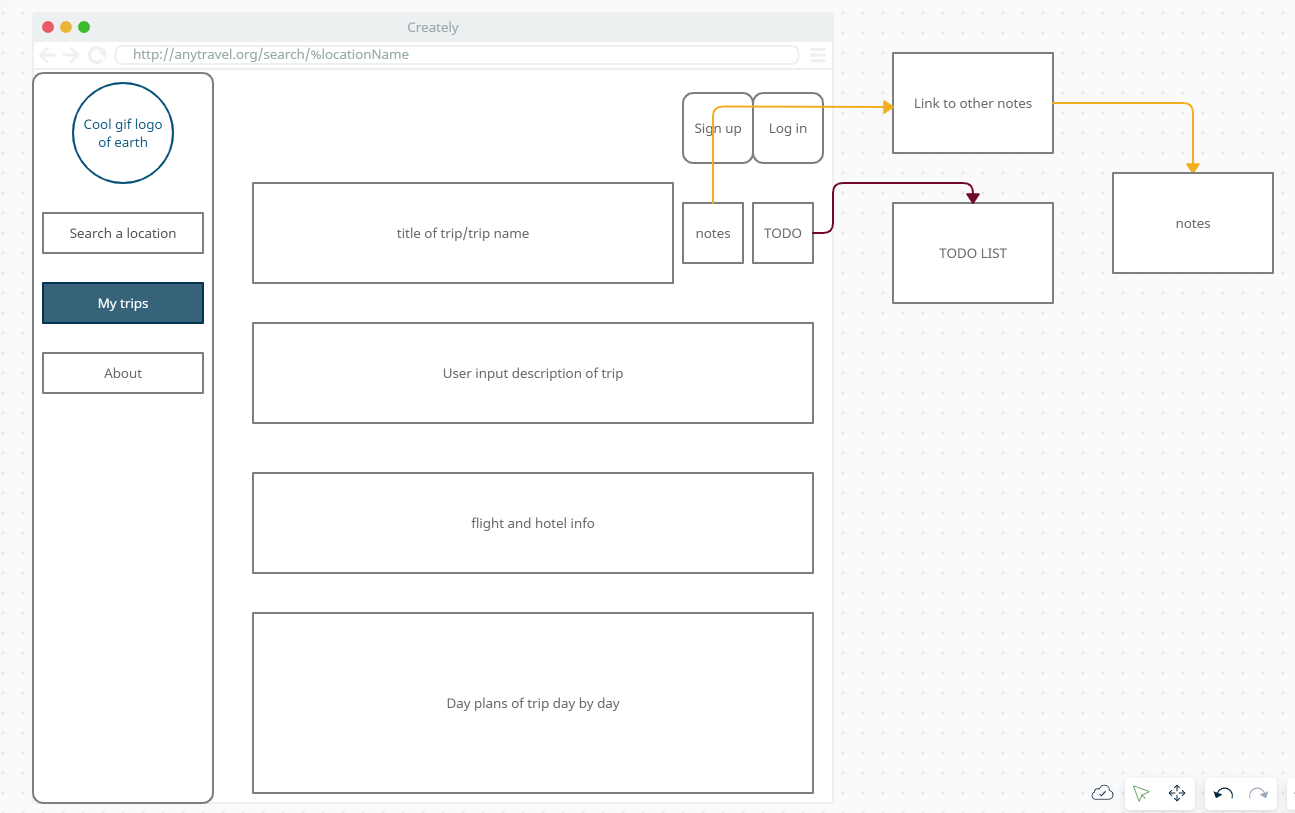 Creately
http://anytravel.org/search/%locationName
Cool gif logo
of earth
Search a location
My trips
About
Sign up
Log in
title of trip/trip name
notes
TODO
User input description of trip
flight and hotel info
Day plans of trip day by day
Link to other notes
TODO LIST
notes